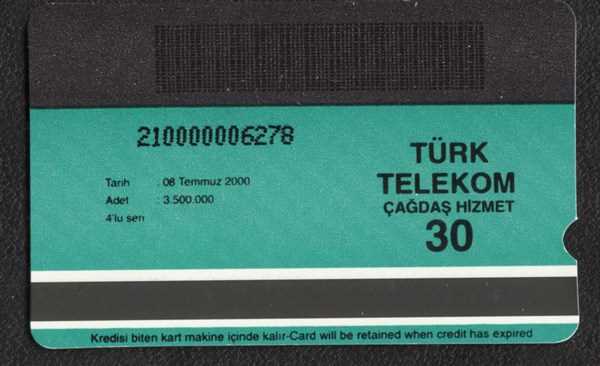 210000006278
Tarih : 08 Temmuz 2000
Adet : 3.500.000
4'lu seri
TÜRK
TELEKOM
ÇAĞDAŞ HİZMET
30
Kredisi biten kart makine içinde kalır-Card will be retained when credit has expired